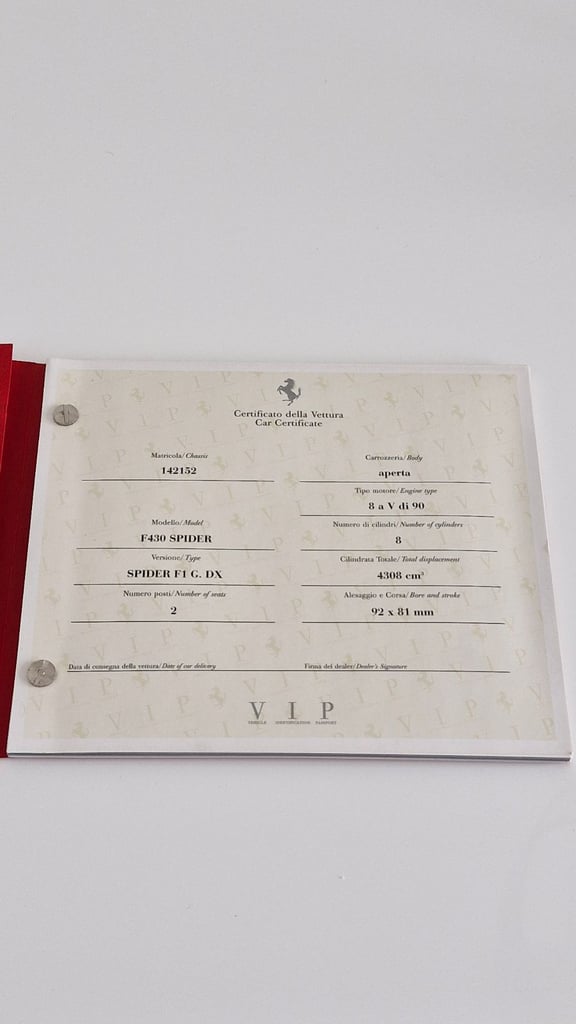 Certificato della Vettura
Car Certificate
Matricola/Chassis
142152
Modello/Model
F430 SPIDER
Versione/Type
SPIDER F1 G. DX
Numero posti/Number of seats
2
Carrozzeria/Body
aperta
Tipo motore/Engine type
8 a V di 90
Numero di cilindri/Number of cylinders
8
Cilindrata Totale/Total displacement
4308 cm³
Alesaggio e Corsa/Bore and stroke
92 x 81 mm
Data di consegna della vettura/Date of car delivery
Firma del dealer/Dealer's Signature
V I P
VEHICLE IDENTIFICATION PASSPORT